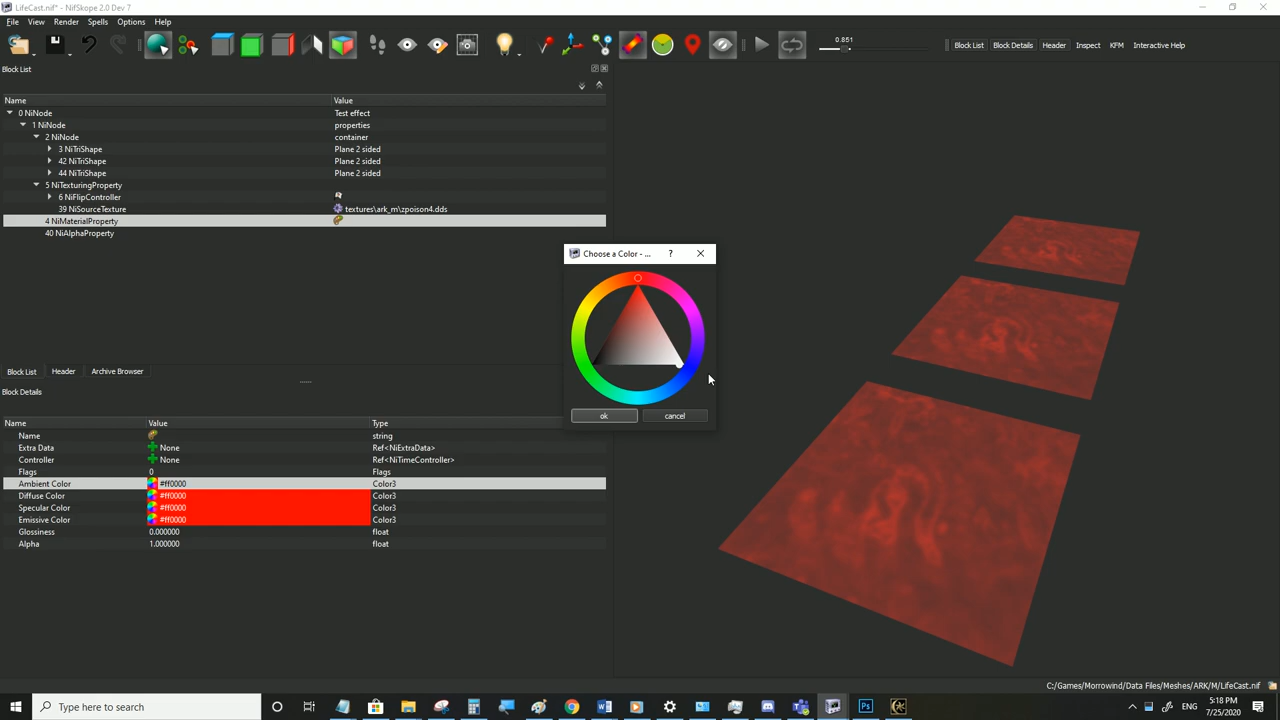 LifeCast.nif* - NifSkope 2.0 Dev 7
File View Render Spells Options Help
0.851
Block List Block Details Header Inspect KFM Interactive Help
Block List
Name Value
0 NiNode Test effect
1 NiNode properties
2 NiNode container
3 NiTriShape Plane 2 sided
42 NiTriShape Plane 2 sided
44 NiTriShape Plane 2 sided
5 NiTexturingProperty
6 NiFlipController
39 NiSourceTexture textures\ark_m\zpoison4.dds
4 NiMaterialProperty
40 NiAlphaProperty
Choose a Color - ... ?
ok cancel
Block List Header Archive Browser
Block Details
Name Value Type
Name string
Extra Data None Ref<NiExtraData>
Controller None Ref<NiTimeController>
Flags 0 Flags
Ambient Color #ff0000 Color3
Diffuse Color #ff0000 Color3
Specular Color #ff0000 Color3
Emissive Color #ff0000 Color3
Glossiness 0.000000 float
Alpha 1.000000 float
C:/Games/Morrowind/Data Files/Meshes/ARK/M/LifeCast.nif
Type here to search
ENG
5:18 PM
7/25/2020